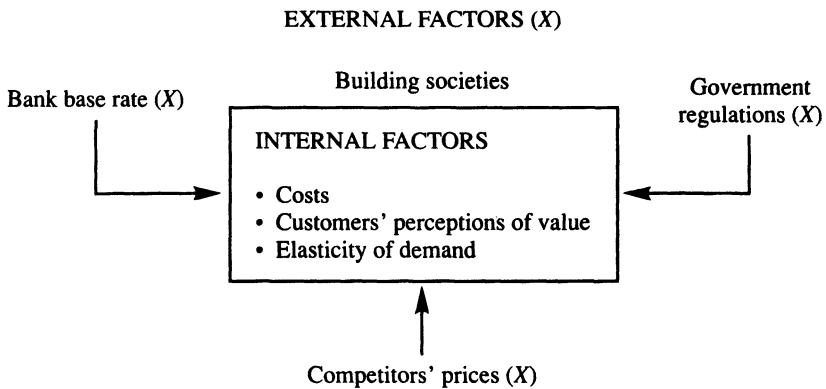 EXTERNAL FACTORS (X)
Building societies
Bank base rate (X)
Government
regulations (X)
INTERNAL FACTORS
• Costs
• Customers' perceptions of value
• Elasticity of demand
Competitors' prices (X)